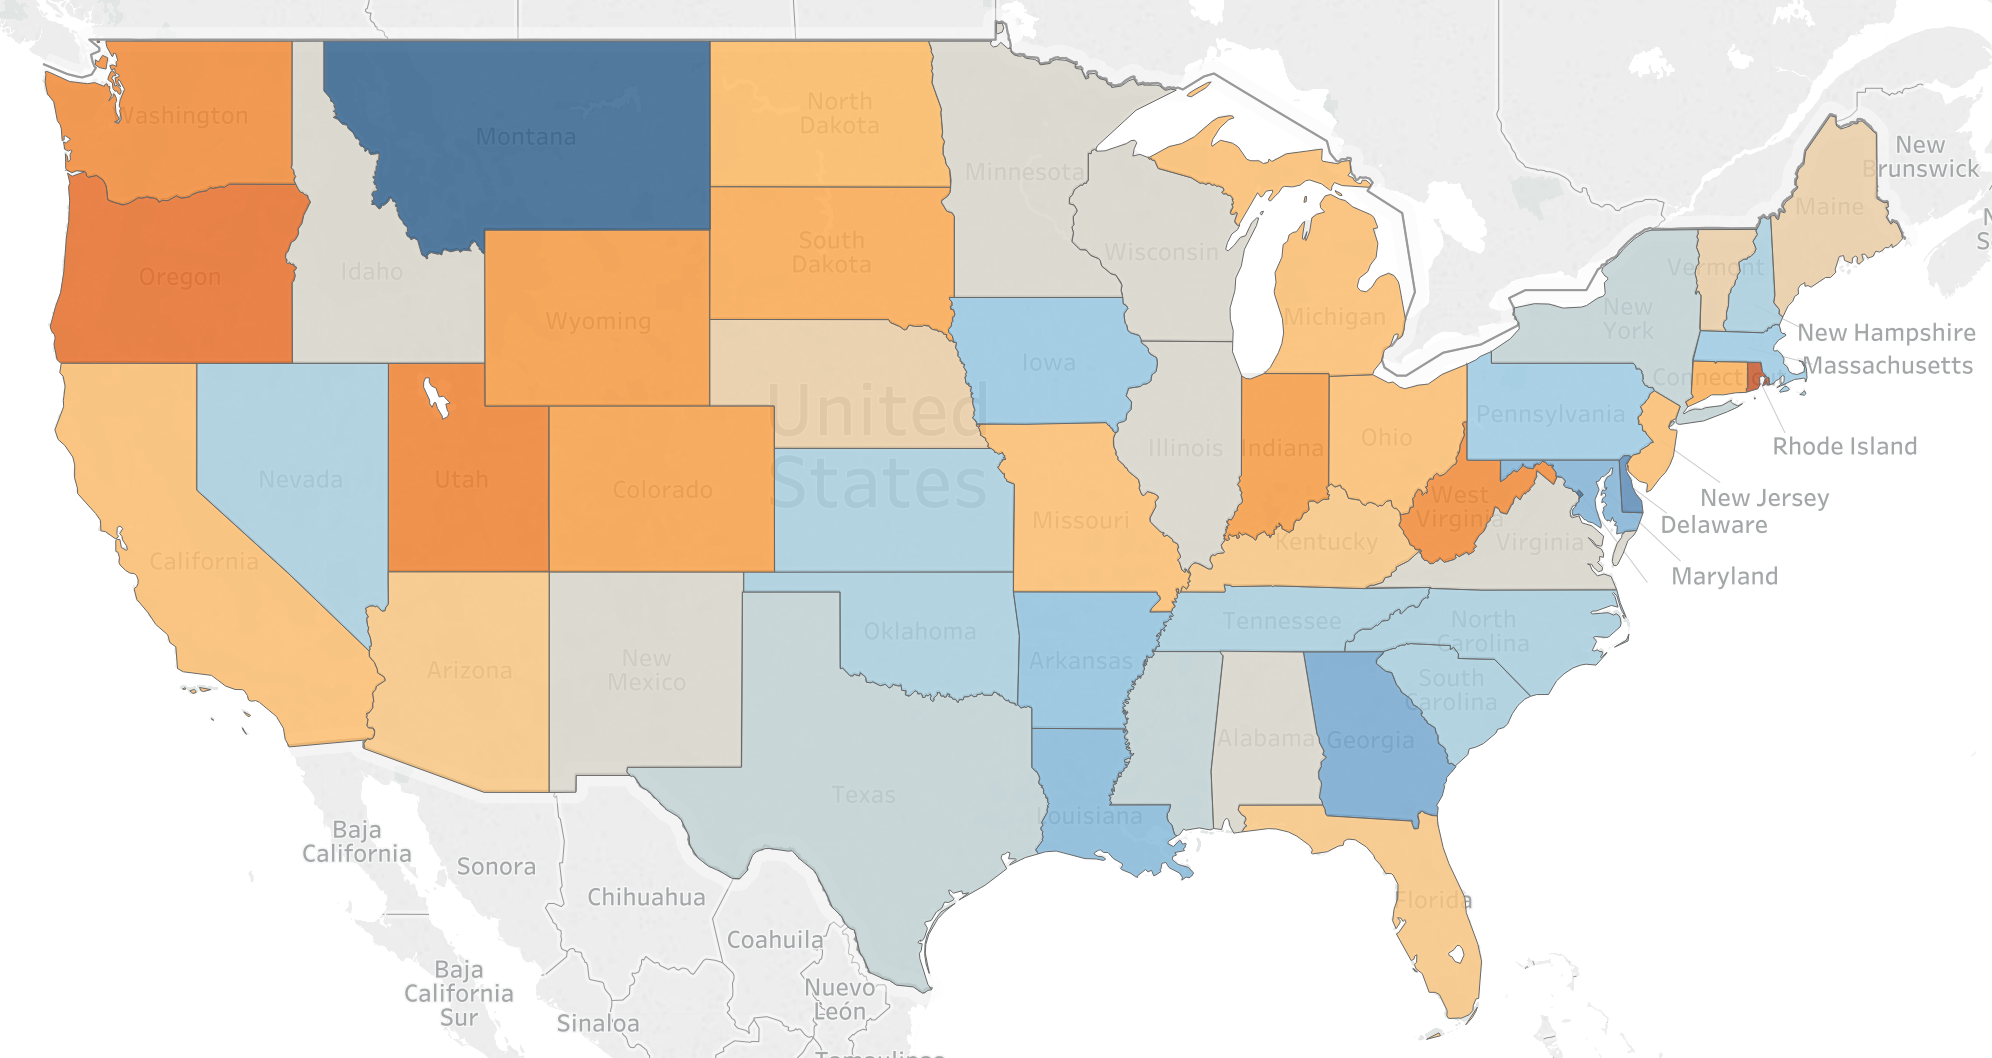 Washington
Montana
North
Dakota
Minnesota
New
Brunswick
Maine
Oregon
Idaho
South
Dakota
Wisconsin
Vermont
Wyoming
Michigan
New
York
New Hampshire
Iowa
Massachusetts
Connecticut
United
States
Pennsylvania
Rhode Island
Nevada
Utah
Colorado
Illinois
Indiana
Ohio
West
Virginia
New Jersey
Delaware
Missouri
Kentucky
Virginia
California
Maryland
Oklahoma
Tennessee
North
Carolina
Arizona
New
Mexico
Arkansas
South
Carolina
Alabama
Georgia
Texas
Louisiana
Baja
California
Sonora
Chihuahua
Florida
Coahuila
Baja
California
Sur
Nuevo
León
Sinaloa
Tamaulipas